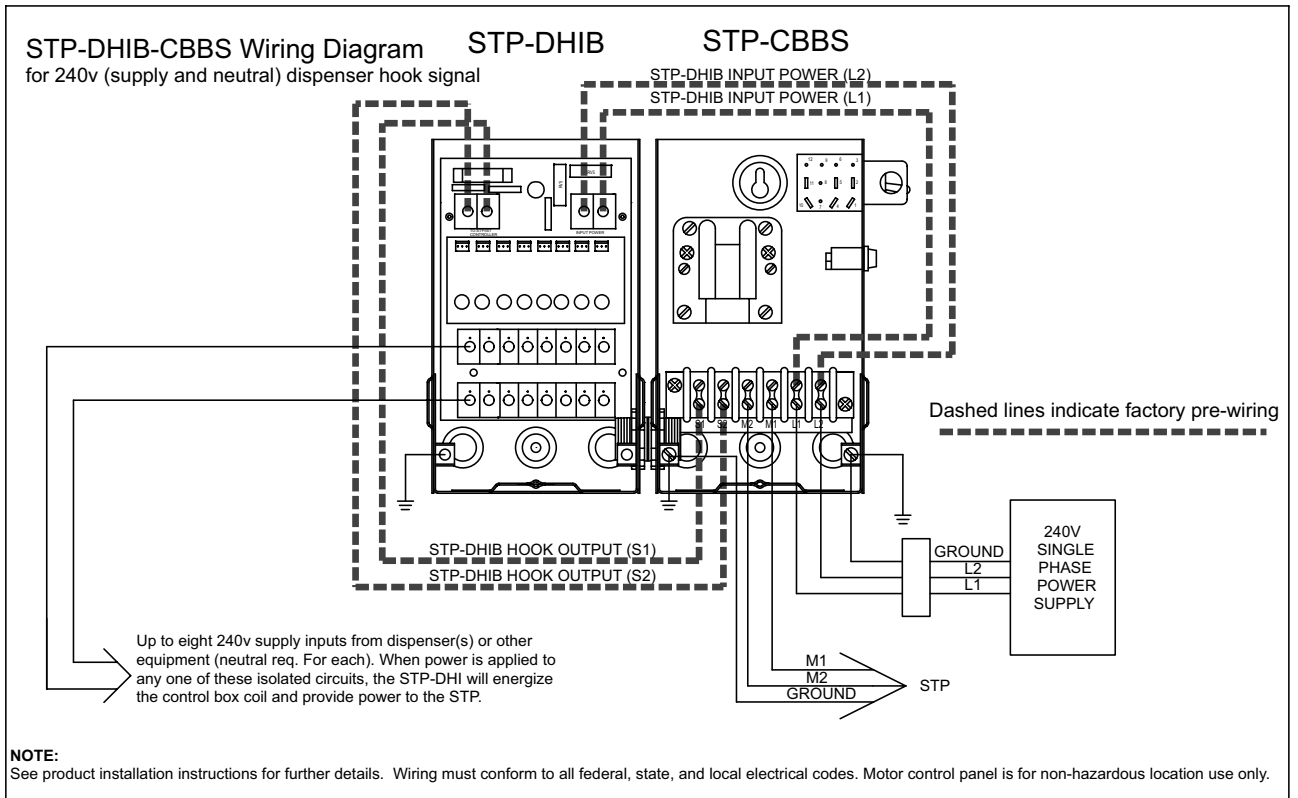 STP-DHIB-CBBS Wiring Diagram
for 240v (supply and neutral) dispenser hook signal
STP-DHIB
STP-CBBS
STP-DHIB INPUT POWER (L2)
STP-DHIB INPUT POWER (L1)
INPUT POWER
CONTROLLER
S1 S2 M2 M1 L1 L2
Dashed lines indicate factory pre-wiring
STP-DHIB HOOK OUTPUT (S1)
STP-DHIB HOOK OUTPUT (S2)
GROUND
L2
L1
240V
SINGLE
PHASE
POWER
SUPPLY
Up to eight 240v supply inputs from dispenser(s) or other
equipment (neutral req. For each). When power is applied to
any one of these isolated circuits, the STP-DHI will energize
the control box coil and provide power to the STP.
M1
M2
GROUND
STP
NOTE:
See product installation instructions for further details. Wiring must conform to all federal, state, and local electrical codes. Motor control panel is for non-hazardous location use only.